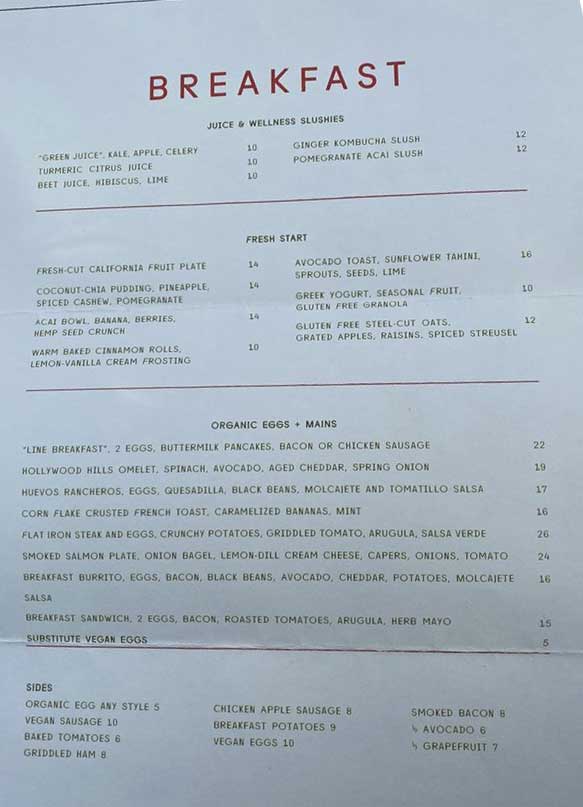 BREAKFAST
JUICE & WELLNESS SLUSHIES
"GREEN JUICE", KALE, APPLE, CELERY 10
TURMERIC CITRUS JUICE 10
BEET JUICE, HIBISCUS, LIME 10
GINGER KOMBUCHA SLUSH 12
POMEGRANATE ACAI SLUSH 12
FRESH START
FRESH-CUT CALIFORNIA FRUIT PLATE 14
COCONUT-CHIA PUDDING, PINEAPPLE, 14
SPICED CASHEW, POMEGRANATE
ACAI BOWL, BANANA, BERRIES, 14
HEMP SEED CRUNCH
WARM BAKED CINNAMON ROLLS, 10
LEMON-VANILLA CREAM FROSTING
AVOCADO TOAST, SUNFLOWER TAHINI, 16
SPROUTS, SEEDS, LIME
GREEK YOGURT, SEASONAL FRUIT, 10
GLUTEN FREE GRANOLA
GLUTEN FREE STEEL-CUT OATS, 12
GRATED APPLES, RAISINS, SPICED STREUSEL
ORGANIC EGGS + MAINS
"LINE BREAKFAST", 2 EGGS, BUTTERMILK PANCAKES, BACON OR CHICKEN SAUSAGE 22
HOLLYWOOD HILLS OMELET, SPINACH, AVOCADO, AGED CHEDDAR, SPRING ONION 19
HUEVOS RANCHEROS, EGGS, QUESADILLA, BLACK BEANS, MOLCAJETE AND TOMATILLO SALSA 17
CORN FLAKE CRUSTED FRENCH TOAST, CARAMELIZED BANANAS, MINT 16
FLAT IRON STEAK AND EGGS, CRUNCHY POTATOES, GRIDDLED TOMATO, ARUGULA, SALSA VERDE 26
SMOKED SALMON PLATE, ONION BAGEL, LEMON-DILL CREAM CHEESE, CAPERS, ONIONS, TOMATO 24
BREAKFAST BURRITO, EGGS, BACON, BLACK BEANS, AVOCADO, CHEDDAR, POTATOES, MOLCAJETE 16
SALSA
BREAKFAST SANDWICH, 2 EGGS, BACON, ROASTED TOMATOES, ARUGULA, HERB MAYO 15
SUBSTITUTE VEGAN EGGS 5
SIDES
ORGANIC EGG ANY STYLE 5
VEGAN SAUSAGE 10
BAKED TOMATOES 6
GRIDDLED HAM 8
CHICKEN APPLE SAUSAGE 8
BREAKFAST POTATOES 9
VEGAN EGGS 10
SMOKED BACON 8
½ AVOCADO 6
½ GRAPEFRUIT 7